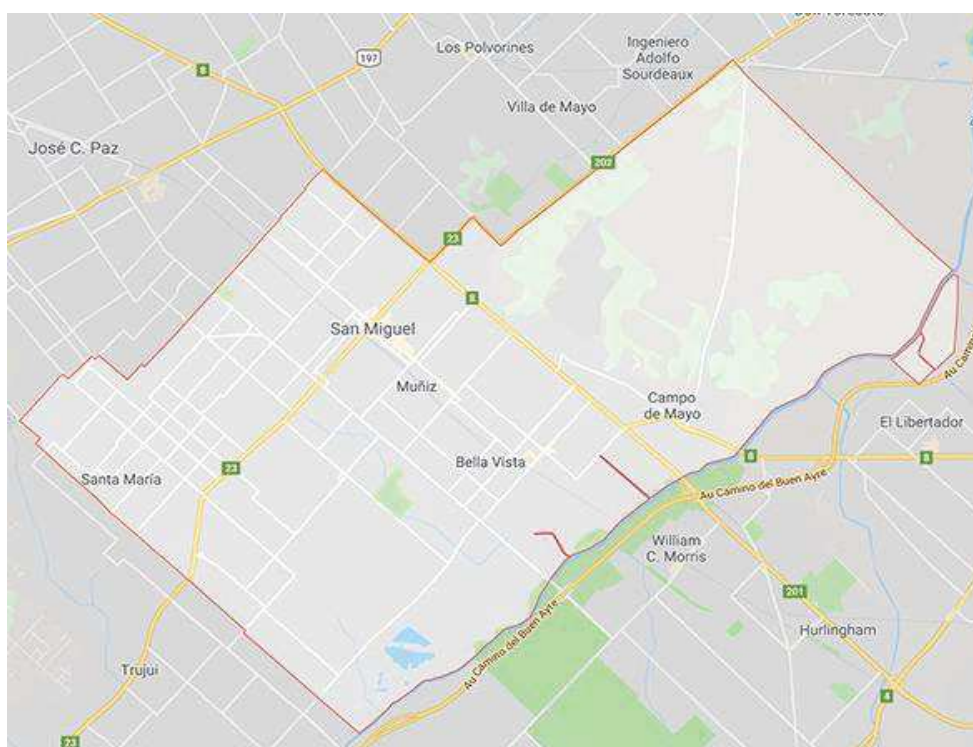 Los Polvorines
Ingeniero
Adolfo
Sourdeaux
197
8
Villa de Mayo
José C. Paz
202
23
8
San Miguel
Muñiz
Campo
de Mayo
El Libertador
Au Cami
Bella Vista
8
8
Santa María
23
Au Camino del Buen Ayre
William
C. Morris
201
Au Camino del Buen Ayre
Hurlingham
Trujui
4
23